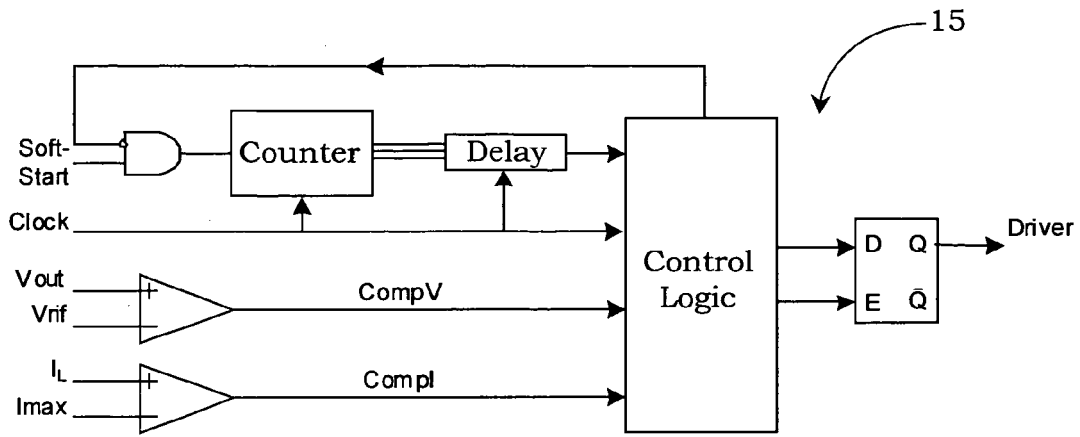 15
Soft-
Start
Counter
Delay
Clock
Vout
Vrif
+
−
CompV
IL
Imax
+
−
CompI
Control
Logic
D Q
E Q̄
Driver